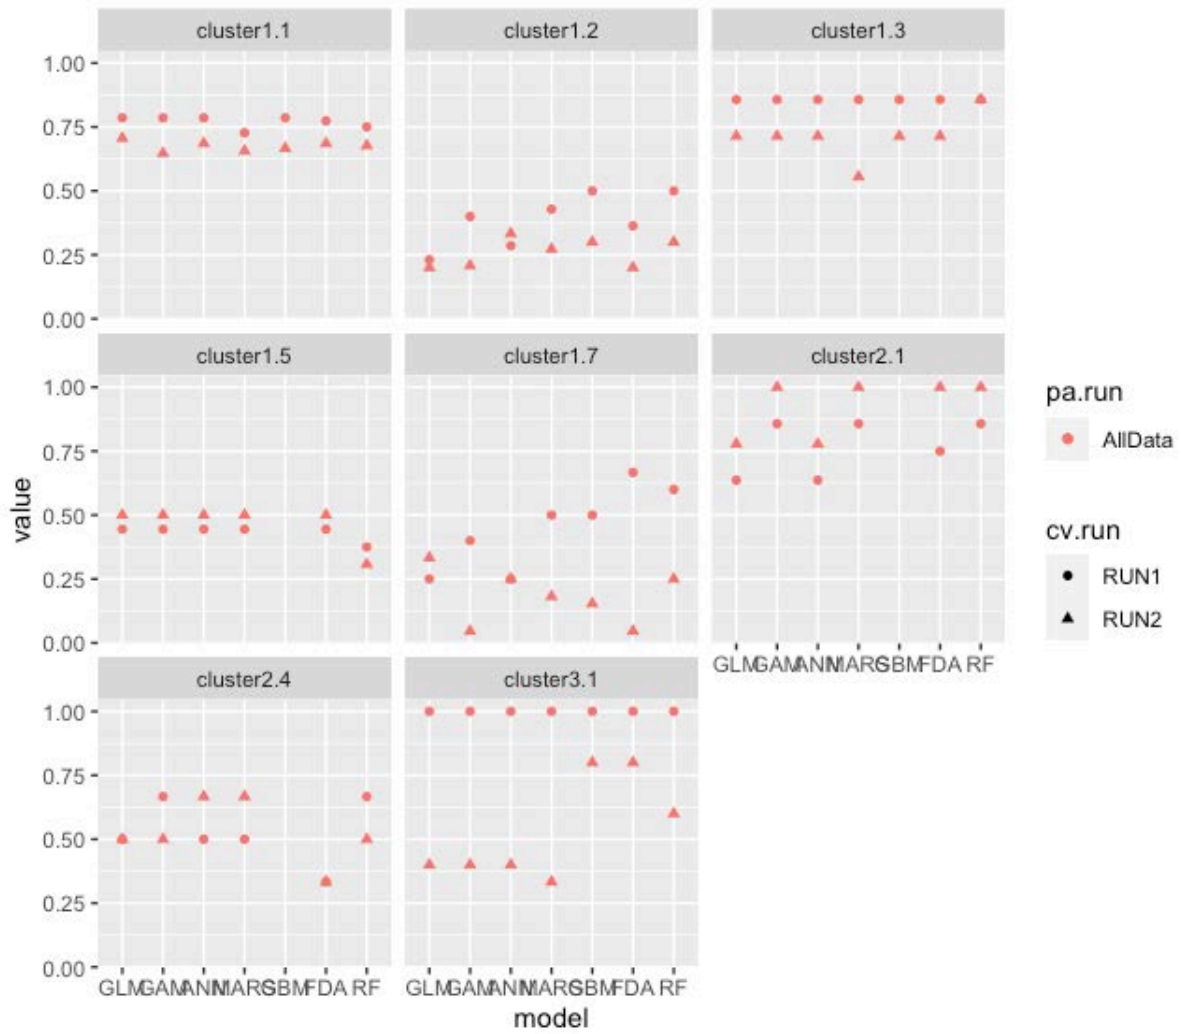 cluster1.1
cluster1.2
cluster1.3
1.00
0.75
0.50
0.25
0.00
cluster1.5
cluster1.7
cluster2.1
1.00
0.75
0.50
0.25
0.00
GLM GAM ANN MARS GBM FDA RF
cluster2.4
cluster3.1
1.00
0.75
0.50
0.25
0.00
GLM GAM ANN MARS GBM FDA RF
GLM GAM ANN MARS GBM FDA RF
model
value
pa.run
AllData
cv.run
RUN1
RUN2